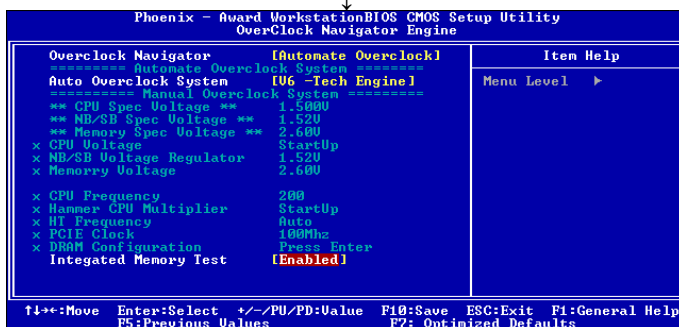 Phoenix - Award WorkstationBIOS CMOS Setup Utility
OverClock Navigator Engine
Overclock Navigator [Automate Overclock]
========= Automate Overclock System ========
Auto Overclock System [V6 -Tech Engine]
========== Manual Overclock System =========
** CPU Spec Voltage ** 1.500V
** NB/SB Spec Voltage ** 1.52V
** Memory Spec Voltage ** 2.60V
x CPU Voltage StartUp
x NB/SB Voltage Regulator 1.52V
x Memorry Voltage 2.60V
x CPU Frequency 200
x Hammer CPU Multiplier StartUp
x HT Frequency Auto
x PCIE Clock 100Mhz
x DRAM Configuration Press Enter
Integated Memory Test [Enabled]
Item Help
Menu Level ►
↑↓→←:Move Enter:Select +/-/PU/PD:Value F10:Save ESC:Exit F1:General Help
F5:Previous Values F7: Optimized Defaults